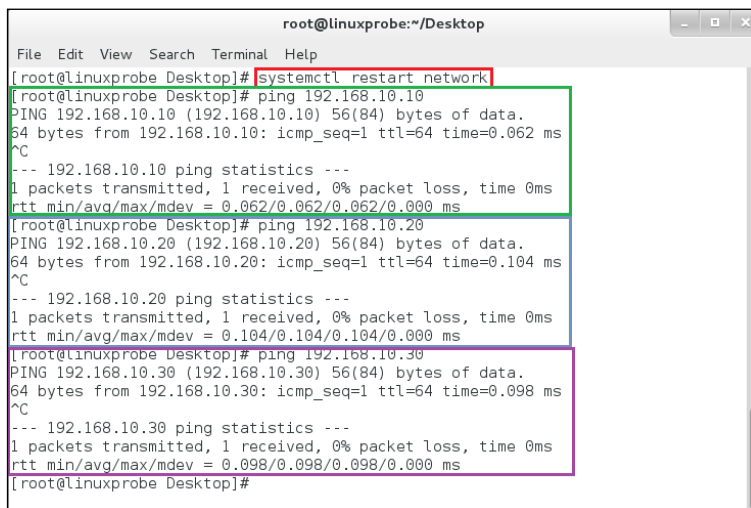 root@linuxprobe:~/Desktop
File Edit View Search Terminal Help
[root@linuxprobe Desktop]# systemctl restart network
[root@linuxprobe Desktop]# ping 192.168.10.10
PING 192.168.10.10 (192.168.10.10) 56(84) bytes of data.
64 bytes from 192.168.10.10: icmp_seq=1 ttl=64 time=0.062 ms
^C
--- 192.168.10.10 ping statistics ---
1 packets transmitted, 1 received, 0% packet loss, time 0ms
rtt min/avg/max/mdev = 0.062/0.062/0.062/0.000 ms
[root@linuxprobe Desktop]# ping 192.168.10.20
PING 192.168.10.20 (192.168.10.20) 56(84) bytes of data.
64 bytes from 192.168.10.20: icmp_seq=1 ttl=64 time=0.104 ms
^C
--- 192.168.10.20 ping statistics ---
1 packets transmitted, 1 received, 0% packet loss, time 0ms
rtt min/avg/max/mdev = 0.104/0.104/0.104/0.000 ms
[root@linuxprobe Desktop]# ping 192.168.10.30
PING 192.168.10.30 (192.168.10.30) 56(84) bytes of data.
64 bytes from 192.168.10.30: icmp_seq=1 ttl=64 time=0.098 ms
^C
--- 192.168.10.30 ping statistics ---
1 packets transmitted, 1 received, 0% packet loss, time 0ms
rtt min/avg/max/mdev = 0.098/0.098/0.098/0.000 ms
[root@linuxprobe Desktop]#